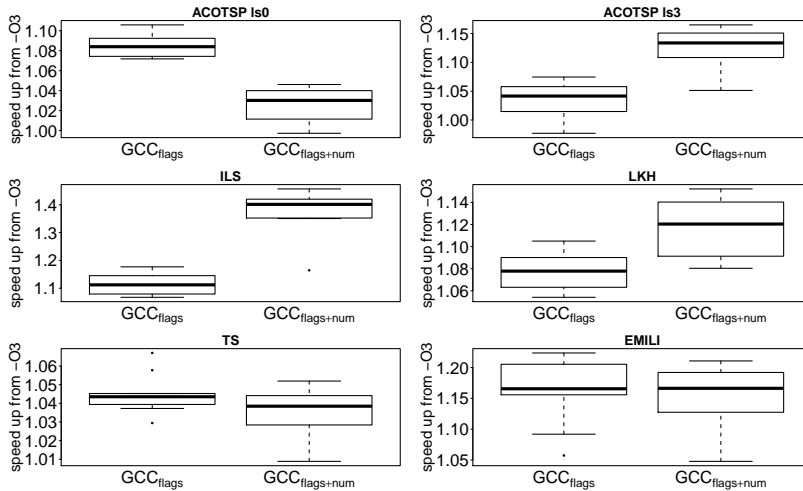 ACOTSP ls0
speed up from −O3
1.10
1.08
1.06
1.04
1.02
1.00
GCCflags
GCCflags+num
ACOTSP ls3
speed up from −O3
1.15
1.10
1.05
1.00
GCCflags
GCCflags+num
ILS
speed up from −O3
1.4
1.3
1.2
1.1
GCCflags
GCCflags+num
LKH
speed up from −O3
1.14
1.12
1.10
1.08
1.06
GCCflags
GCCflags+num
TS
speed up from −O3
1.06
1.05
1.04
1.03
1.02
1.01
GCCflags
GCCflags+num
EMILI
speed up from −O3
1.20
1.15
1.10
1.05
GCCflags
GCCflags+num